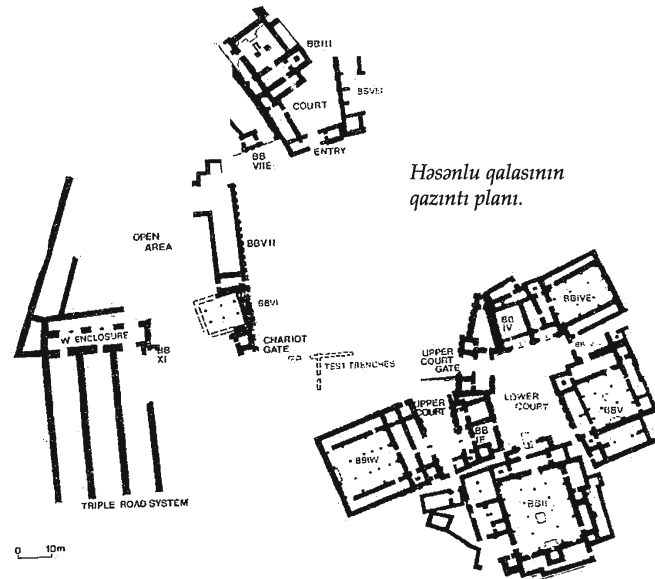 BBIII
BBVIII
COURT
BB
VIIE
ENTRY
Həsənlu qalasının
qazıntı planı.
OPEN
AREA
BBVII
BBVI
BBIVE
BB
IV
W ENCLOSURE
BB
XI
CHARIOT
GATE
TEST TRENCHES
UPPER
COURT
GATE
UPPER
COURT
LOWER
COURT
BBV
BBIW
BBII
TRIPLE ROAD SYSTEM
0 10m